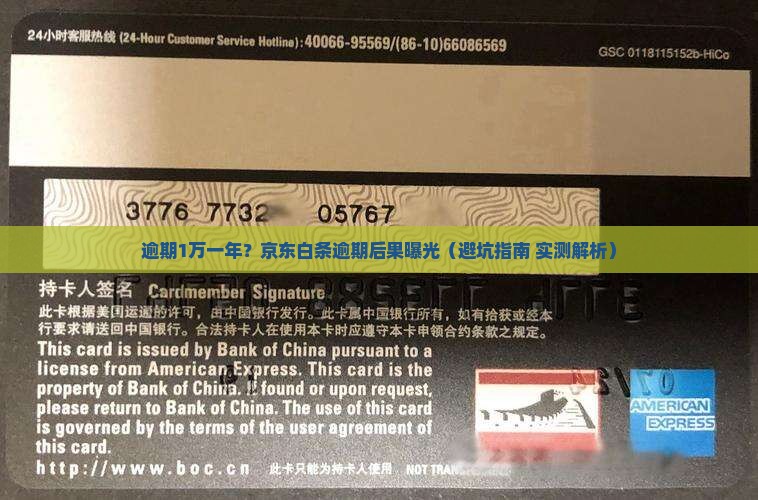 24小时客服热线 (24-Hour Customer Service Hotline):40066-95569/(86-10)66086569
GSC 0118115152b-HiCo
3776 7732 05767
逾期1万一年？京东白条逾期后果曝光（避坑指南 实测解析）
持卡人签名 Cardmember Signature
此卡根据美国运通的许可，由中国银行发行。此卡属中国银行所有，如有拾获或经本
行要求请送回中国银行。合法持卡人在使用本卡时应遵守本卡申领合约条款之规定。
This card is issued by Bank of China pursuant to a
license from American Express. This card is the
property of Bank of China. If found or upon request,
please return to Bank of China. The use of this card
is governed by the terms of the user agreement of
this card.
http://www.boc.cn 此卡只能为持卡人使用 NOT
AMERICAN
EXPRESS